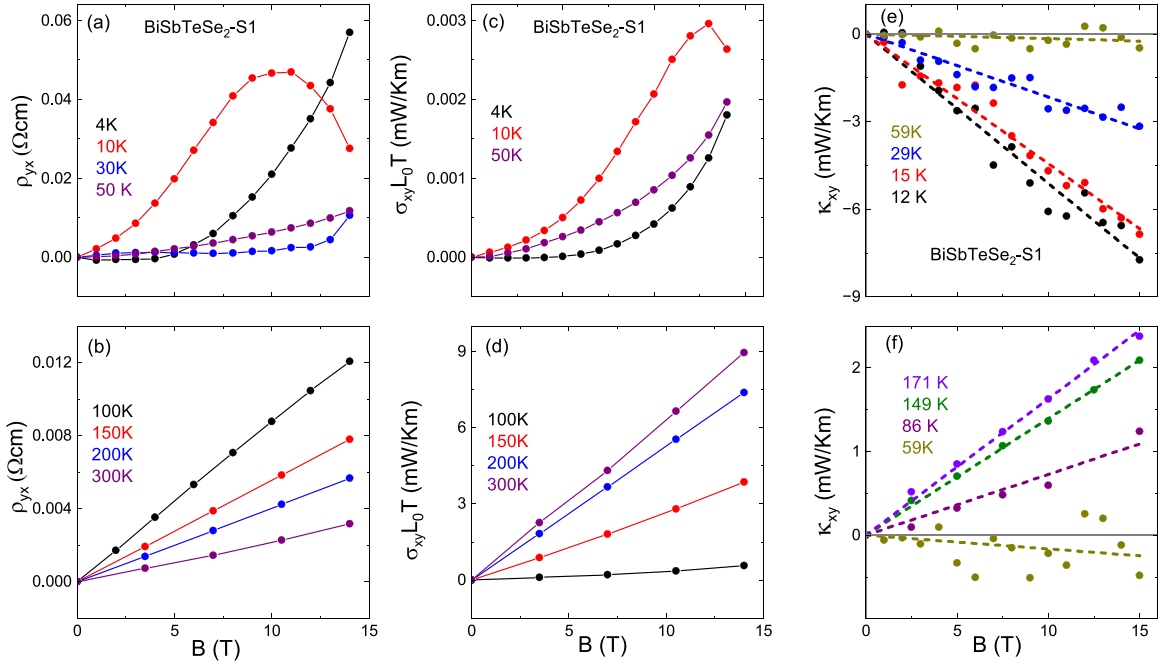 (a)
BiSbTeSe₂-S1
ρyx (Ωcm)
0.06
0.04
0.02
0.00
4K
10K
30K
50 K
(c)
BiSbTeSe₂-S1
σxyL₀T (mW/Km)
0.003
0.002
0.001
0.000
4K
10K
50K
(e)
κxy (mW/Km)
0
−3
−6
−9
59K
29K
15 K
12 K
BiSbTeSe₂-S1
(b)
ρyx (Ωcm)
0.012
0.008
0.004
0.000
100K
150K
200K
300K
0 5 10 15
B (T)
(d)
σxyL₀T (mW/Km)
9
6
3
0
100K
150K
200K
300K
0 5 10 15
B (T)
(f)
κxy (mW/Km)
2
1
0
171 K
149 K
86 K
59K
0 5 10 15
B (T)